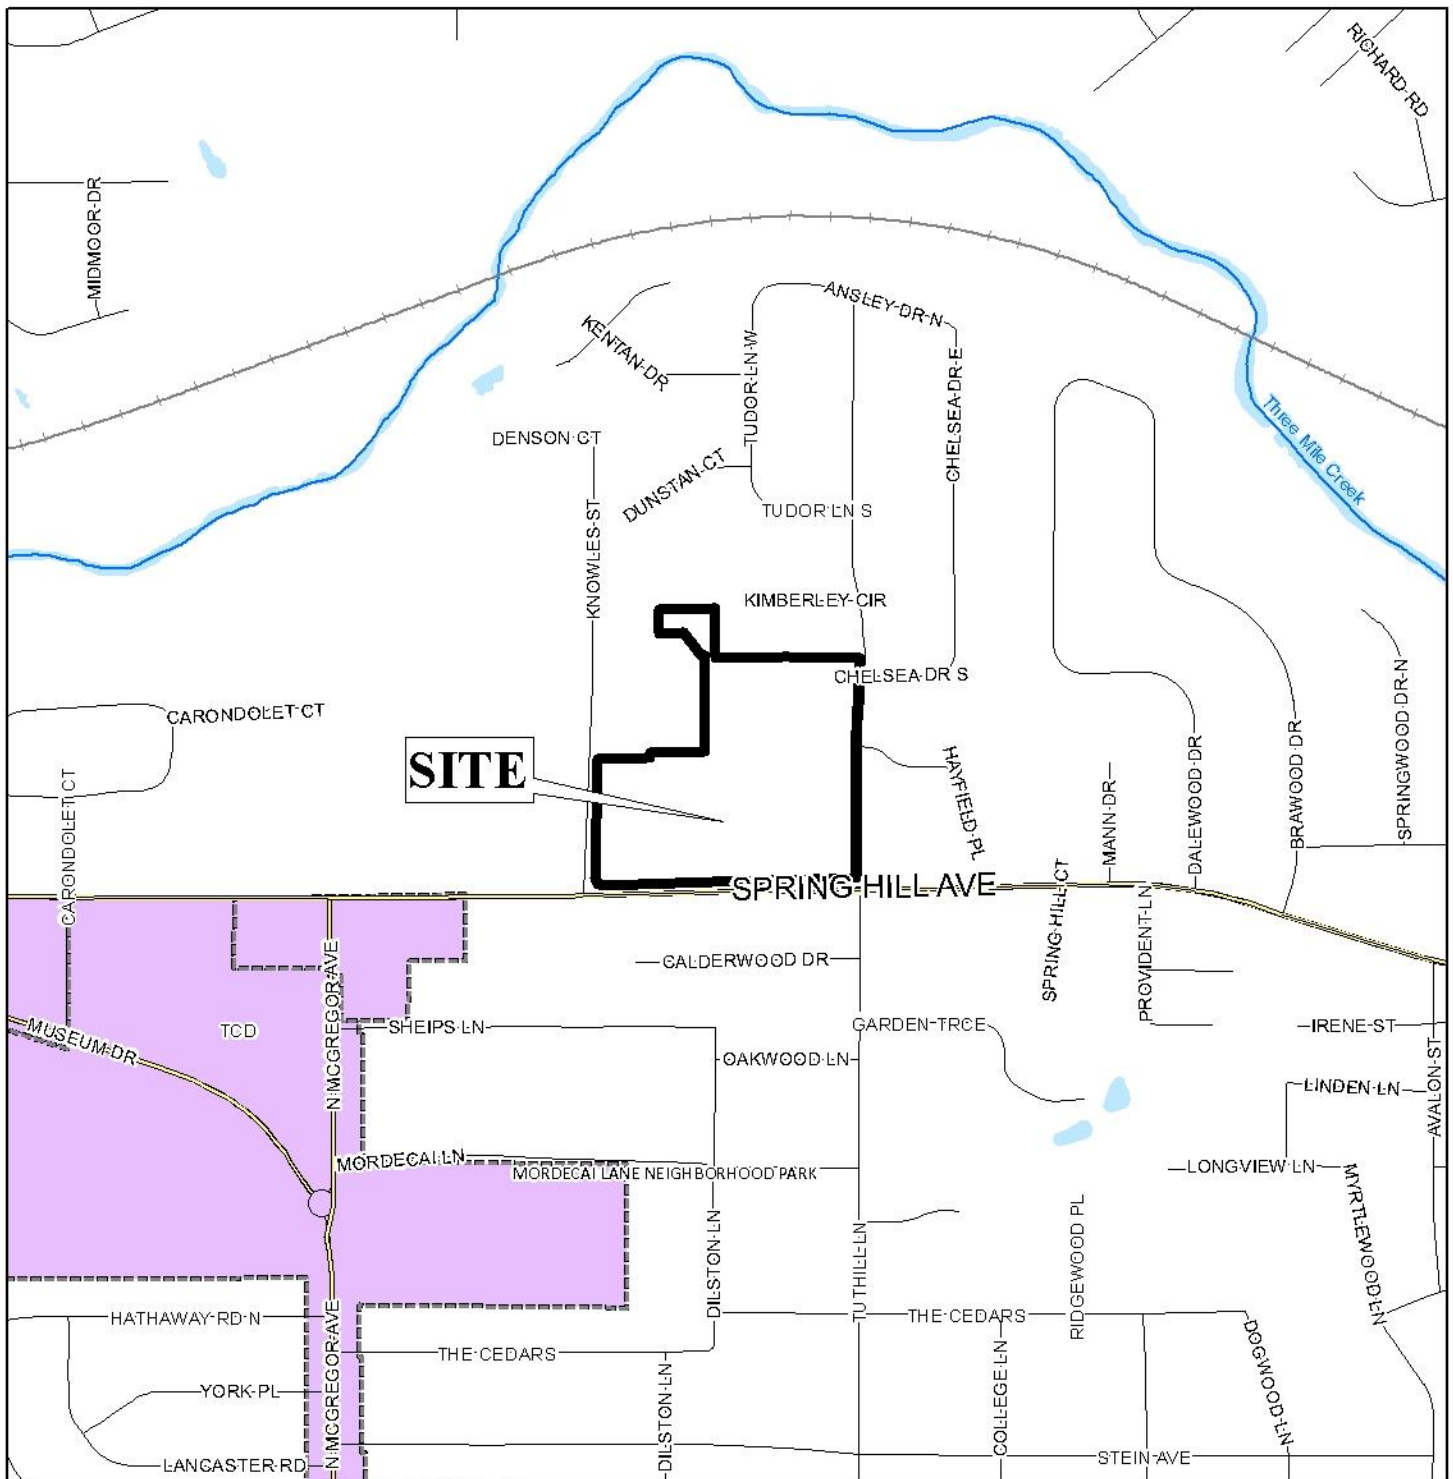 RICHARD RD
MIDMOOR DR
ANSLEY DR N
KENTAN DR
TUDOR LN W
CHELSEA DR E
Three Mile Creek
DENSON CT
DUNSTAN CT
TUDOR LN S
KNOWLES ST
KIMBERLEY CIR
CHELSEA DR S
SPRINGWOOD DR N
CARONDOLET CT
SITE
HAYFIELD PL
MANN DR
DALEWOOD DR
BRAWOOD DR
CARONDOLET CT
SPRING HILL AVE
SPRING HILL CT
PROVIDENT LN
N MCGREGOR AVE
CALDERWOOD DR
TCD
MUSEUM DR
SHEIPS LN
GARDEN TRCE
IRENE ST
OAKWOOD LN
LINDEN LN
AVALON ST
MORDECAI LN
MORDECAI LANE NEIGHBORHOOD PARK
LONGVIEW LN
MYRTLEWOOD LN
DILSTON LN
TUTHILL LN
RIDGEWOOD PL
HATHAWAY RD N
THE CEDARS
N MCGREGOR AVE
THE CEDARS
DOGWOOD LN
YORK PL
DILSTON LN
COLLEGE LN
LANCASTER RD
STEIN AVE